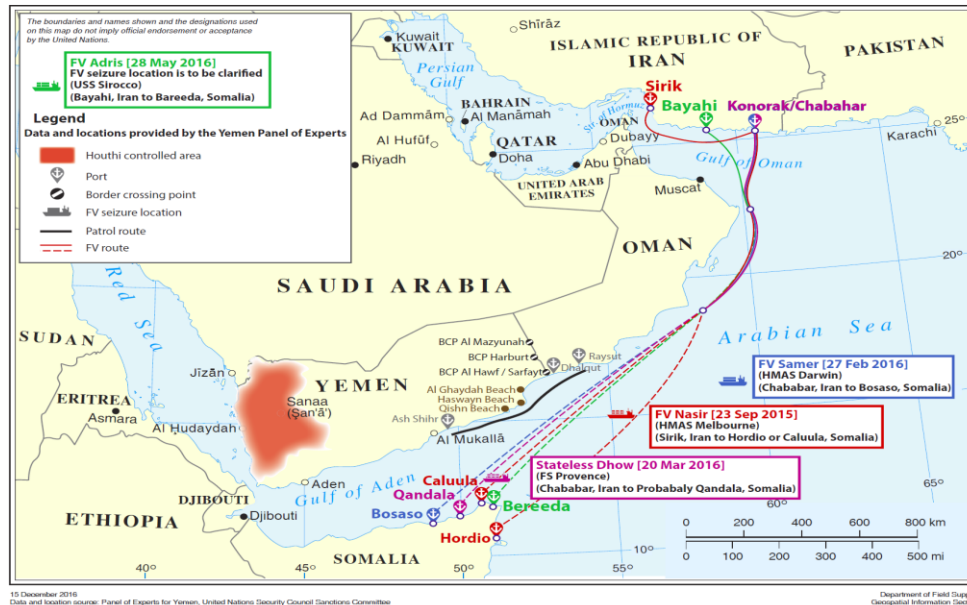 The boundaries and names shown and the designations used
on this map do not imply official endorsement or acceptance
by the United Nations.
FV Adris [28 May 2016]
FV seizure location is to be clarified
(USS Sirocco)
(Bayahi, Iran to Bareeda, Somalia)
Legend
Data and locations provided by the Yemen Panel of Experts
Houthi controlled area
Port
Border crossing point
FV seizure location
Patrol route
FV route
Shīrāz
Kuwait
KUWAIT
ISLAMIC REPUBLIC OF
IRAN
PAKISTAN
Persian
Gulf
Sirik
Bayahi
Konorak/Chabahar
BAHRAIN
Al Manāmah
Ad Dammām
Str. of Hormuz
OMAN
Karachi
25°
Al Hufūf
QATAR
Doha
Dubayy
Abu Dhabi
Gulf of Oman
Riyadh
UNITED ARAB
EMIRATES
Muscat
OMAN
20°
SAUDI ARABIA
Red Sea
Arabian Sea
SUDAN
BCP Al Mazyunah
BCP Harburt
BCP Al Hawf / Sarfayt
Raysut
Dhalqut
Jīzān
YEMEN
Sanaa
(Şan'ā')
Al Ghaydah Beach
Haswayn Beach
Qishn Beach
Ash Shihr
Al Mukallā
FV Samer [27 Feb 2016]
(HMAS Darwin)
(Chababar, Iran to Bosaso, Somalia)
ERITREA
Asmara
Al Ḩudaydah
FV Nasir [23 Sep 2015]
(HMAS Melbourne)
(Sirik, Iran to Hordio or Caluula, Somalia)
Stateless Dhow [20 Mar 2016]
(FS Provence)
(Chababar, Iran to Probabaly Qandala, Somalia)
Aden
Gulf of Aden
Caluula
Qandala
Bosaso
Bereeda
Hordio
DJIBOUTI
Djibouti
ETHIOPIA
SOMALIA
65°
60°
55°
10°
40°
45°
50°
0 200 400 600 800 km
0 100 200 300 400 500 mi
15 December 2016
Data and location source: Panel of Experts for Yemen, United Nations Security Council Sanctions Committee
Department of Field Supp
Geospatial Information Sec